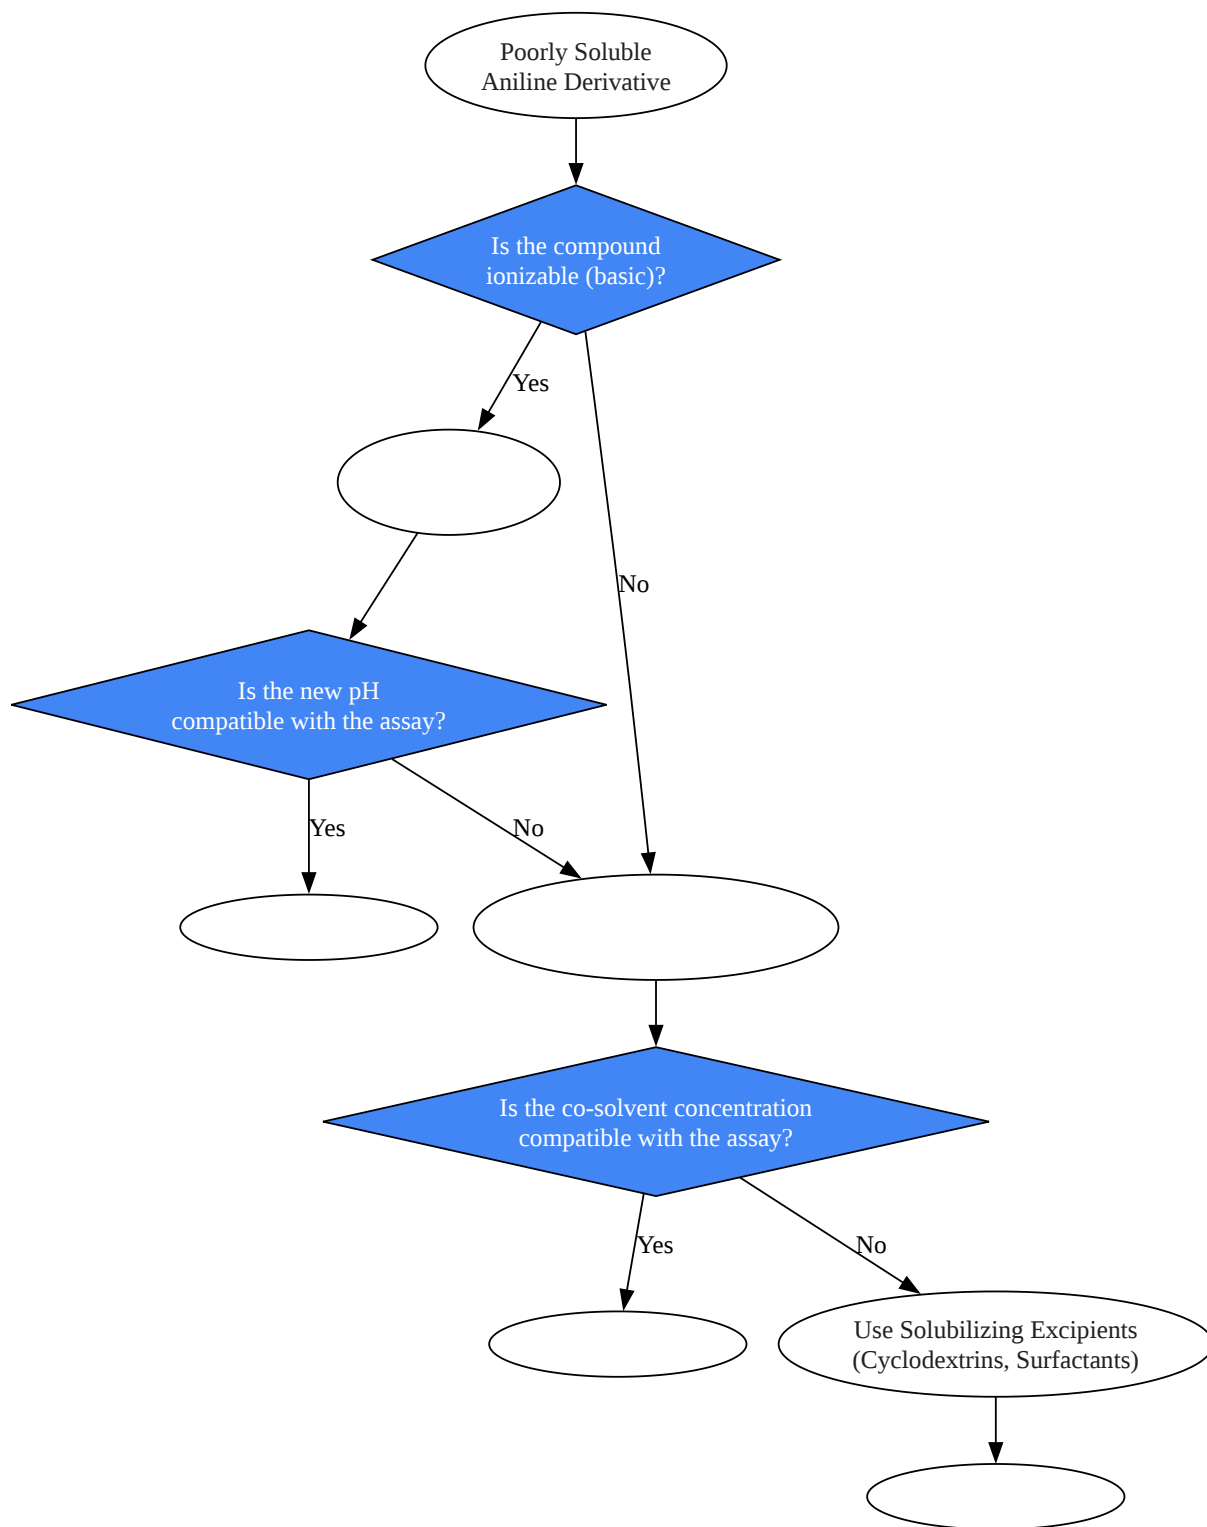 Poorly Soluble
Aniline Derivative
Is the compound
ionizable (basic)?
Yes
No
Is the new pH
compatible with the assay?
Yes
No
Is the co-solvent concentration
compatible with the assay?
Yes
No
Use Solubilizing Excipients
(Cyclodextrins, Surfactants)